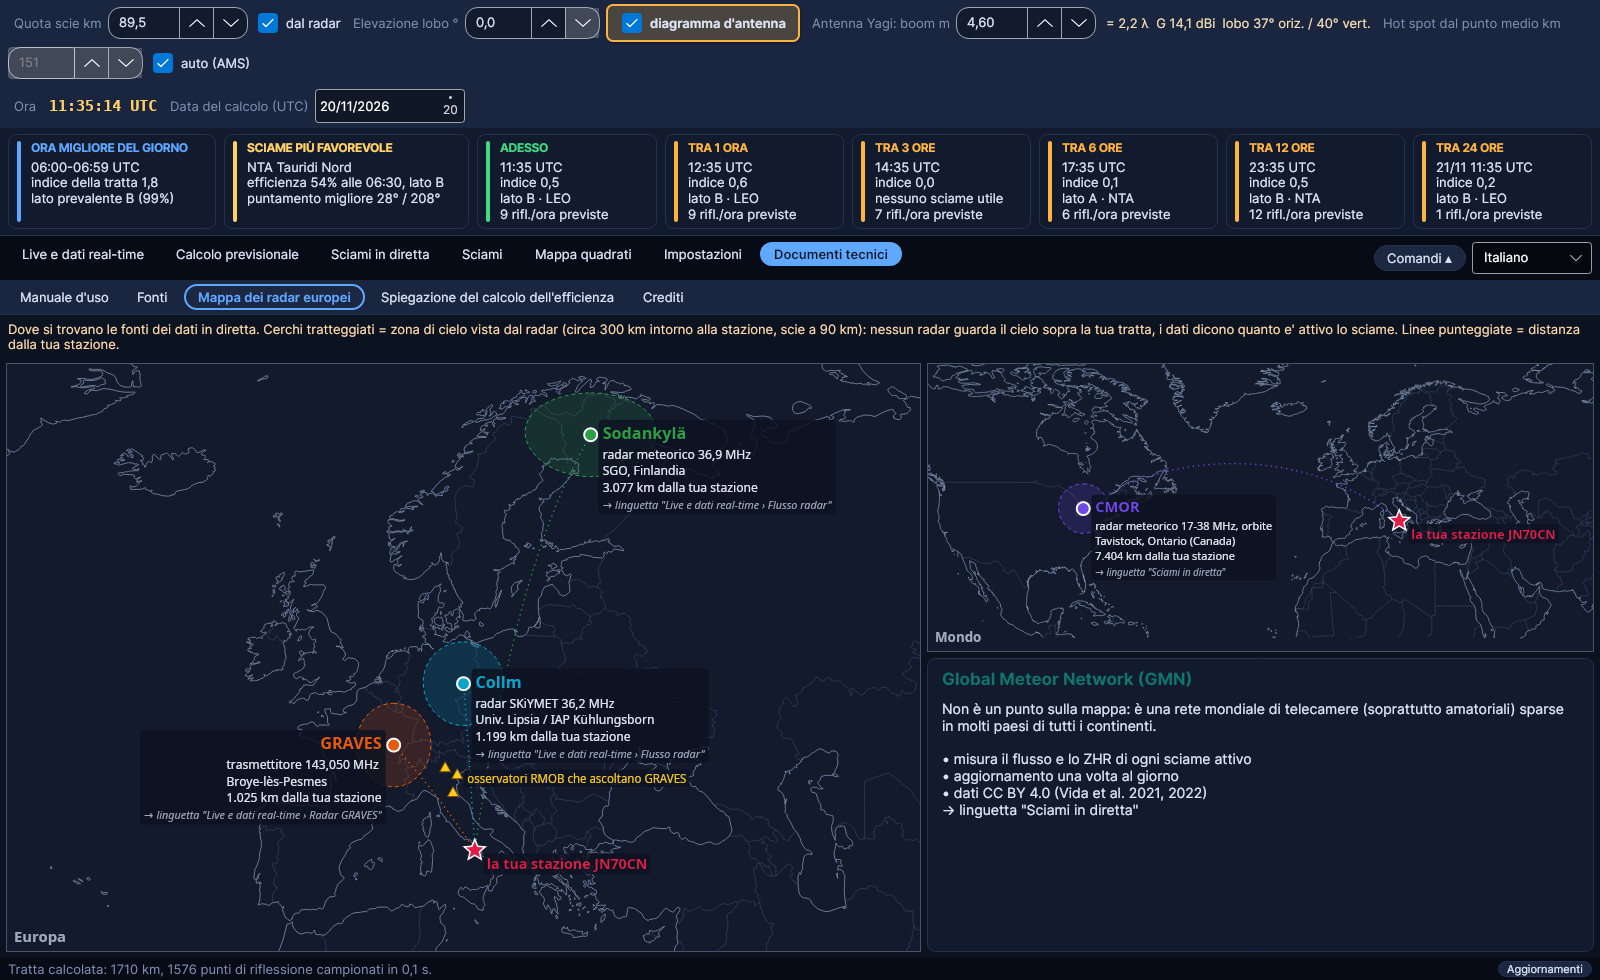 Quota scie km 89,5 dal radar Elevazione lobo ° 0,0 diagramma d'antenna Antenna Yagi: boom m 4,60 = 2,2 λ G 14,1 dBi lobo 37° oriz. / 40° vert. Hot spot dal punto medio km
151 auto (AMS)
Ora 11:35:14 UTC Data del calcolo (UTC) 20/11/2026 20
ORA MIGLIORE DEL GIORNO
06:00-06:59 UTC
indice della tratta 1,8
lato prevalente B (99%)
SCIAME PIÙ FAVOREVOLE
NTA Tauridi Nord
efficienza 54% alle 06:30, lato B
puntamento migliore 28° / 208°
ADESSO
11:35 UTC
indice 0,5
lato B · LEO
9 rifl./ora previste
TRA 1 ORA
12:35 UTC
indice 0,6
lato B · LEO
9 rifl./ora previste
TRA 3 ORE
14:35 UTC
indice 0,0
nessuno sciame utile
7 rifl./ora previste
TRA 6 ORE
17:35 UTC
indice 0,1
lato A · NTA
6 rifl./ora previste
TRA 12 ORE
23:35 UTC
indice 0,5
lato B · NTA
12 rifl./ora previste
TRA 24 ORE
21/11 11:35 UTC
indice 0,2
lato B · LEO
1 rifl./ora previste
Live e dati real-time Calcolo previsionale Sciami in diretta Sciami Mappa quadrati Impostazioni Documenti tecnici Comandi ▴ Italiano
Manuale d'uso Fonti Mappa dei radar europei Spiegazione del calcolo dell'efficienza Crediti
Dove si trovano le fonti dei dati in diretta. Cerchi tratteggiati = zona di cielo vista dal radar (circa 300 km intorno alla stazione, scie a 90 km): nessun radar guarda il cielo sopra la tua tratta, i dati dicono quanto e' attivo lo sciame. Linee punteggiate = distanza
dalla tua stazione.
Sodankylä
radar meteorico 36,9 MHz
SGO, Finlandia
3.077 km dalla tua stazione
→ linguetta "Live e dati real-time › Flusso radar"
Collm
radar SKiYMET 36,2 MHz
Univ. Lipsia / IAP Kühlungsborn
1.199 km dalla tua stazione
→ linguetta "Live e dati real-time › Flusso radar"
GRAVES
trasmettitore 143,050 MHz
Broye-lès-Pesmes
1.025 km dalla tua stazione
→ linguetta "Live e dati real-time › Radar GRAVES"
osservatori RMOB che ascoltano GRAVES
la tua stazione JN70CN
Europa
CMOR
radar meteorico 17-38 MHz, orbite
Tavistock, Ontario (Canada)
7.404 km dalla tua stazione
→ linguetta "Sciami in diretta"
la tua stazione JN70CN
Mondo
Global Meteor Network (GMN)
Non è un punto sulla mappa: è una rete mondiale di telecamere (soprattutto amatoriali) sparse
in molti paesi di tutti i continenti.
• misura il flusso e lo ZHR di ogni sciame attivo
• aggiornamento una volta al giorno
• dati CC BY 4.0 (Vida et al. 2021, 2022)
→ linguetta "Sciami in diretta"
Tratta calcolata: 1710 km, 1576 punti di riflessione campionati in 0,1 s.
Aggiornamenti